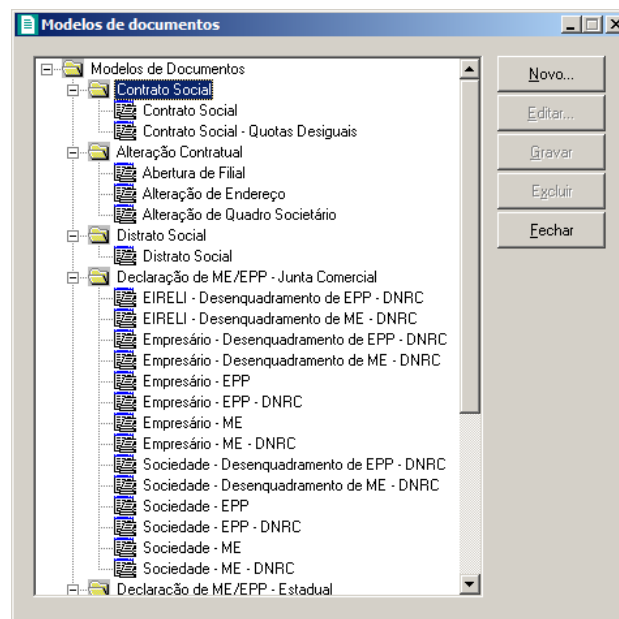 Modelos de documentos
Modelos de Documentos
Contrato Social
Contrato Social
Contrato Social - Quotas Desiguais
Alteração Contratual
Abertura de Filial
Alteração de Endereço
Alteração de Quadro Societário
Distrato Social
Distrato Social
Declaração de ME/EPP - Junta Comercial
EIRELI - Desenquadramento de EPP - DNRC
EIRELI - Desenquadramento de ME - DNRC
Empresário - Desenquadramento de EPP - DNRC
Empresário - Desenquadramento de ME - DNRC
Empresário - EPP
Empresário - EPP - DNRC
Empresário - ME
Empresário - ME - DNRC
Sociedade - Desenquadramento de EPP - DNRC
Sociedade - Desenquadramento de ME - DNRC
Sociedade - EPP
Sociedade - EPP - DNRC
Sociedade - ME
Sociedade - ME - DNRC
Declaração de ME/EPP - Estadual
Novo...
Editar...
Gravar
Excluir
Fechar